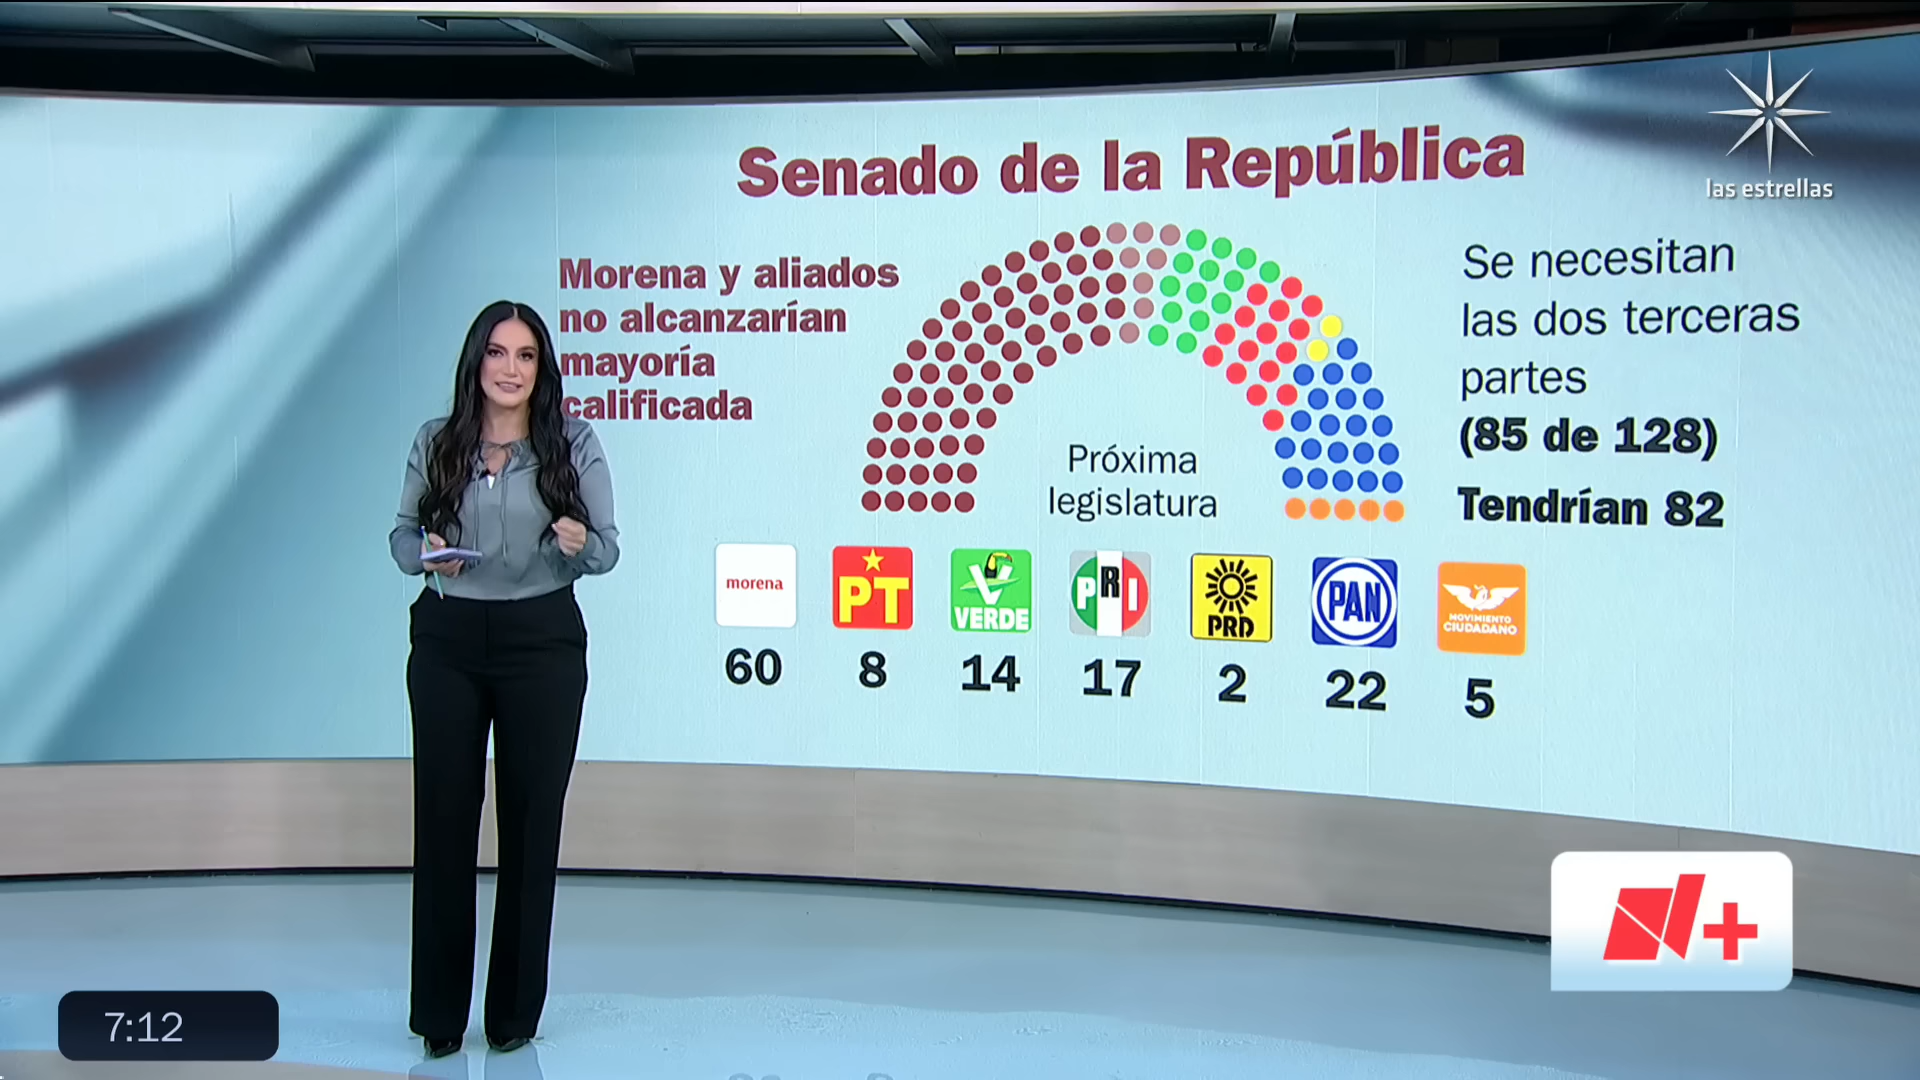 las estrellas
Senado de la República
Morena y aliados
no alcanzarían
mayoría
calificada
Próxima
legislatura
Se necesitan
las dos terceras
partes
(85 de 128)
Tendrían 82
morena
PT
VERDE
PRI
PRD
PAN
MOVIMIENTO
CIUDADANO
60
8
14
17
2
22
5
N+
7:12